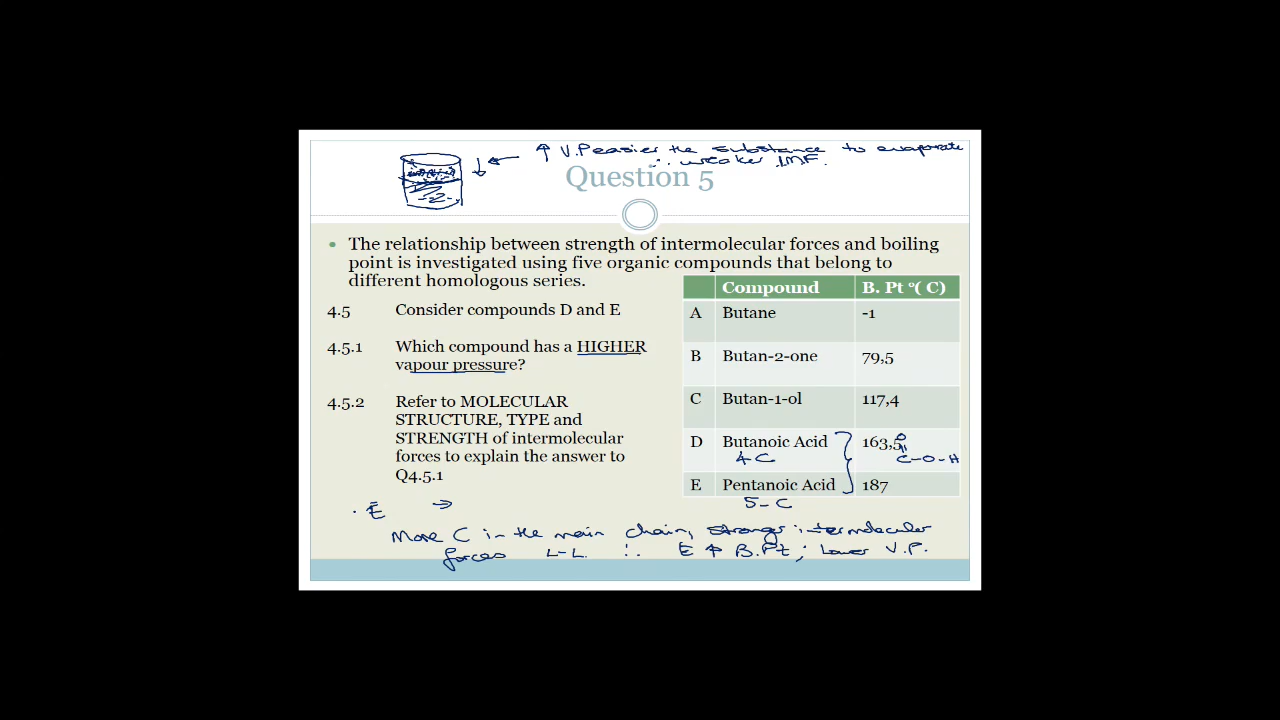 ↑ V.P easier the substance to evaporate
∴ weaker IMF.
Question 5
• The relationship between strength of intermolecular forces and boiling
point is investigated using five organic compounds that belong to
different homologous series.
4.5 Consider compounds D and E
4.5.1 Which compound has a HIGHER
vapour pressure?
4.5.2 Refer to MOLECULAR
STRUCTURE, TYPE and
STRENGTH of intermolecular
forces to explain the answer to
Q4.5.1
Compound B. Pt º( C)
A Butane -1
B Butan-2-one 79,5
C Butan-1-ol 117,4
D Butanoic Acid 163,5
4C
O
C-O-H
E Pentanoic Acid 187
5-C
• E →
More C in the main chain, stronger intermolecular
forces L-L ∴ E ↑ B.Pt ; lower V.P.